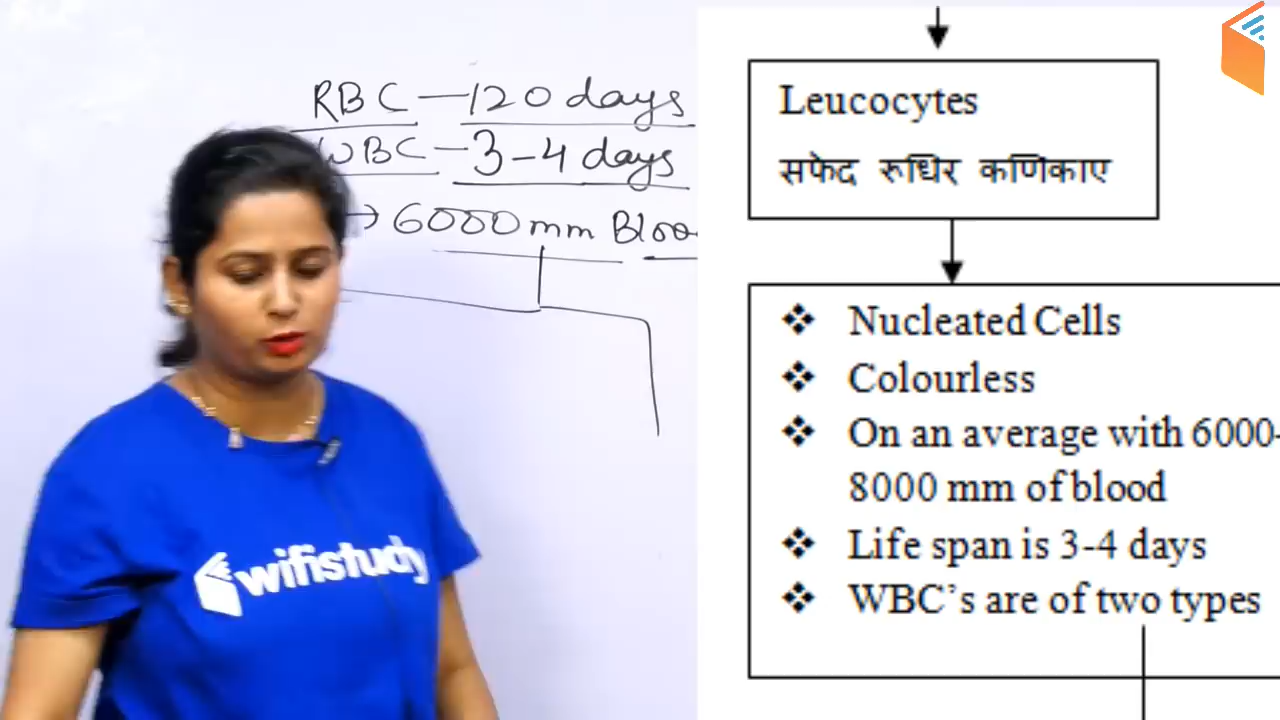 RBC — 120 days
WBC — 3-4 days
→ 6000 mm Bloo
wifistudy
Leucocytes
सफेद रुधिर कणिकाए
❖ Nucleated Cells
❖ Colourless
❖ On an average with 6000-
8000 mm of blood
❖ Life span is 3-4 days
❖ WBC's are of two types